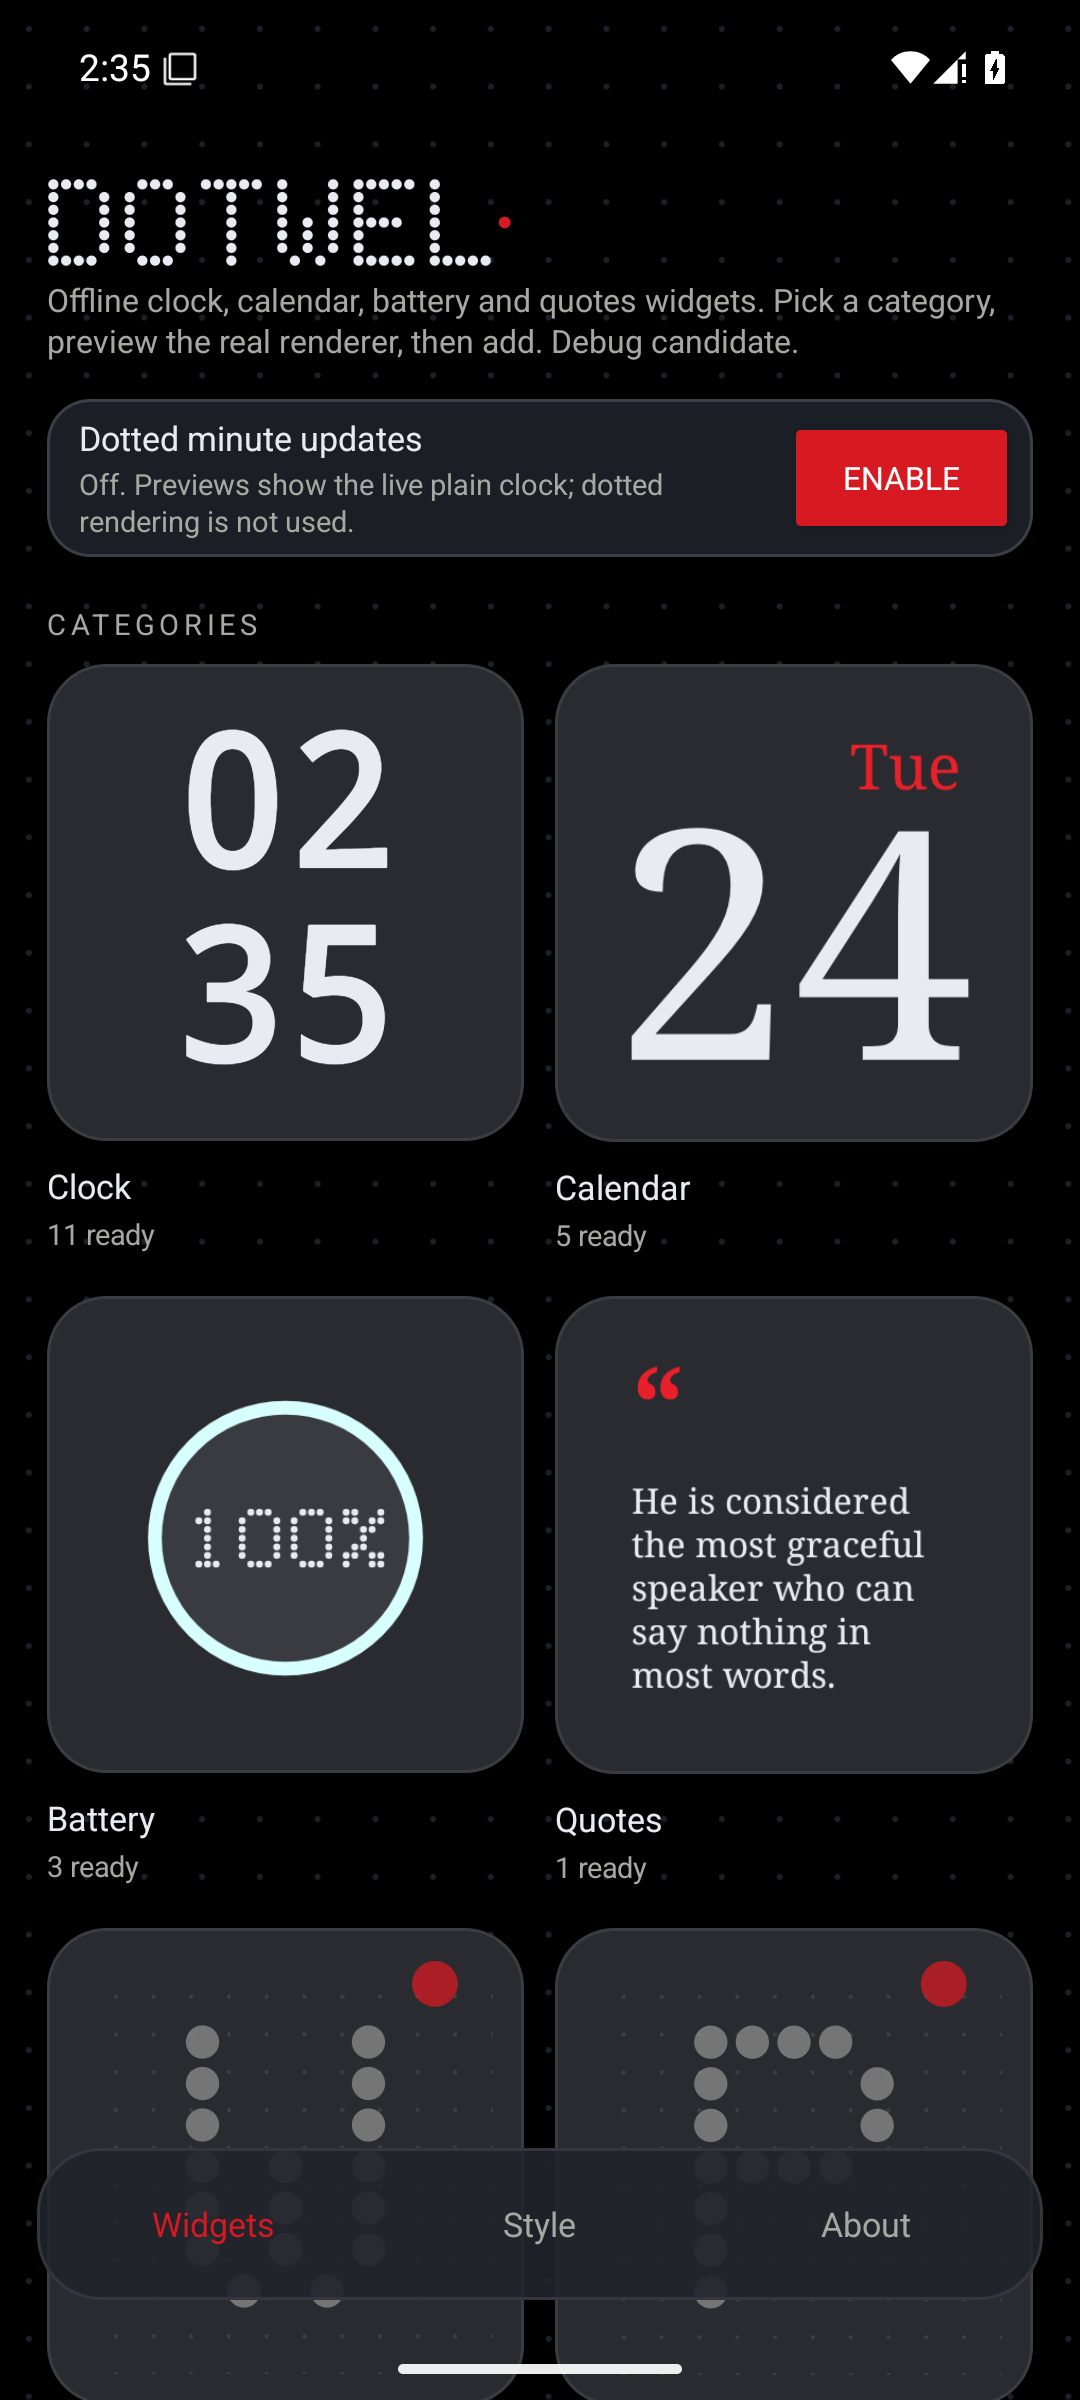 2:35
DOTWEL
Offline clock, calendar, battery and quotes widgets. Pick a category,
preview the real renderer, then add. Debug candidate.
Dotted minute updates
Off. Previews show the live plain clock; dotted
rendering is not used.
ENABLE
CATEGORIES
02
35
Tue
24
Clock
11 ready
Calendar
5 ready
100%
“
He is considered
the most graceful
speaker who can
say nothing in
most words.
Battery
3 ready
Quotes
1 ready
W
P
Widgets
Style
About